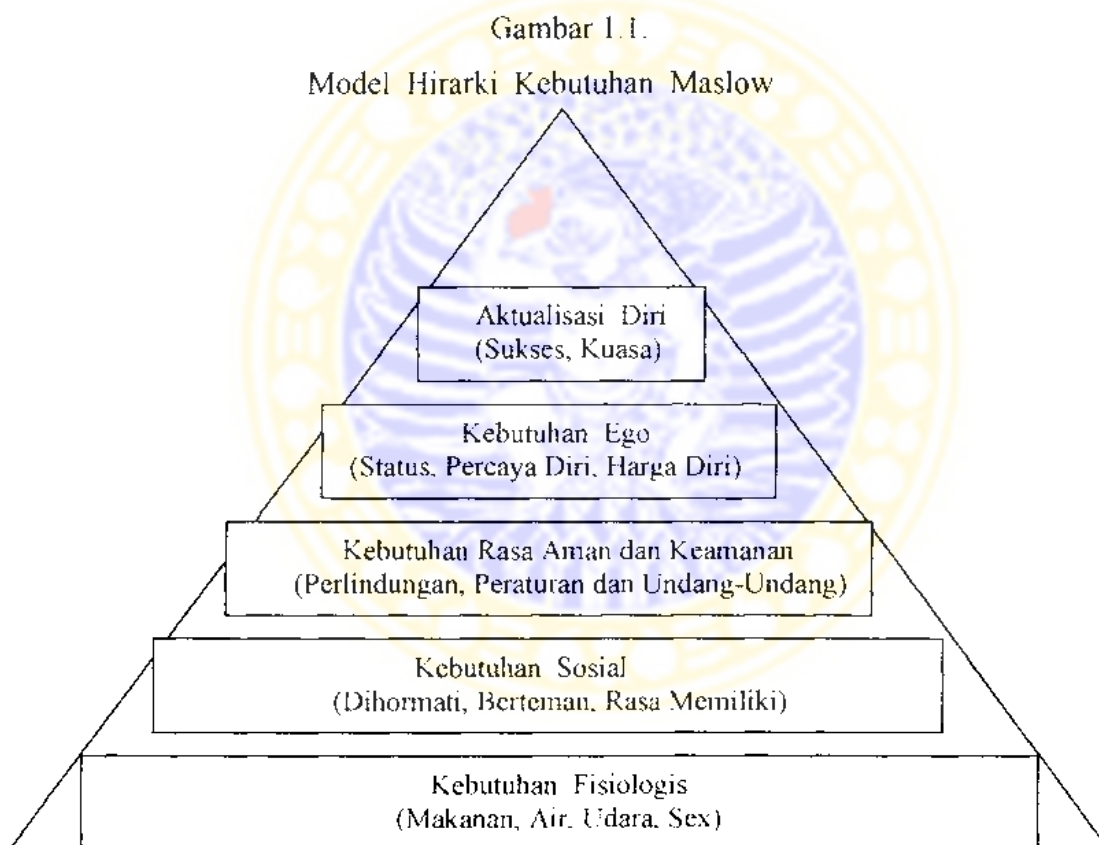 Gambar 1.1.
Model Hirarki Kebutuhan Maslow
Aktualisasi Diri
(Sukses, Kuasa)
Kebutuhan Ego
(Status, Percaya Diri, Harga Diri)
Kebutuhan Rasa Aman dan Keamanan
(Perlindungan, Peraturan dan Undang-Undang)
Kebutuhan Sosial
(Dihormati, Berteman, Rasa Memiliki)
Kebutuhan Fisiologis
(Makanan, Air, Udara, Sex)